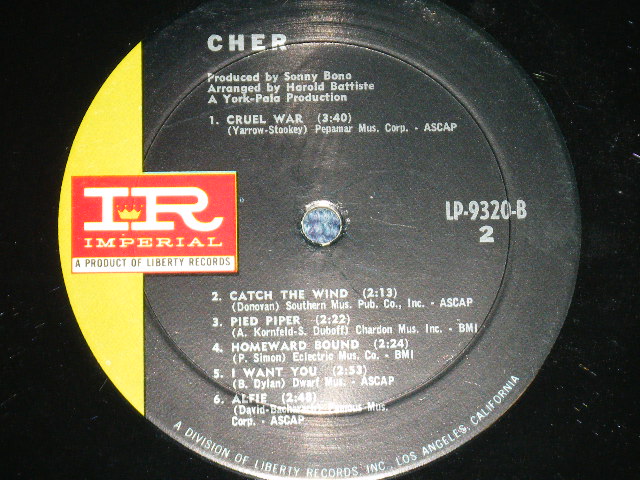 CHER
Produced by Sonny Bono
Arranged by Harold Battiste
A York-Pala Production
1. CRUEL WAR (3:40)
(Yarrow-Stookey) Pepamar Mus. Corp. - ASCAP
IR
IMPERIAL
A PRODUCT OF LIBERTY RECORDS
LP-9320-B
2
2. CATCH THE WIND (2:13)
(Donovan) Southern Mus. Pub. Co., Inc. - ASCAP
3. PIED PIPER (2:22)
(A. Kornfeld-S. Duboff) Chardon Mus. Inc. - BMI
4. HOMEWARD BOUND (2:24)
(P. Simon) Eclectric Mus. Co. - BMI
5. I WANT YOU (2:53)
(B. Dylan) Dwarf Mus. - ASCAP
6. ALFIE (2:48)
(David-Bacharach) Mus.
Corp. - ASCAP
A DIVISION OF LIBERTY RECORDS, INC., LOS ANGELES, CALIFORNIA